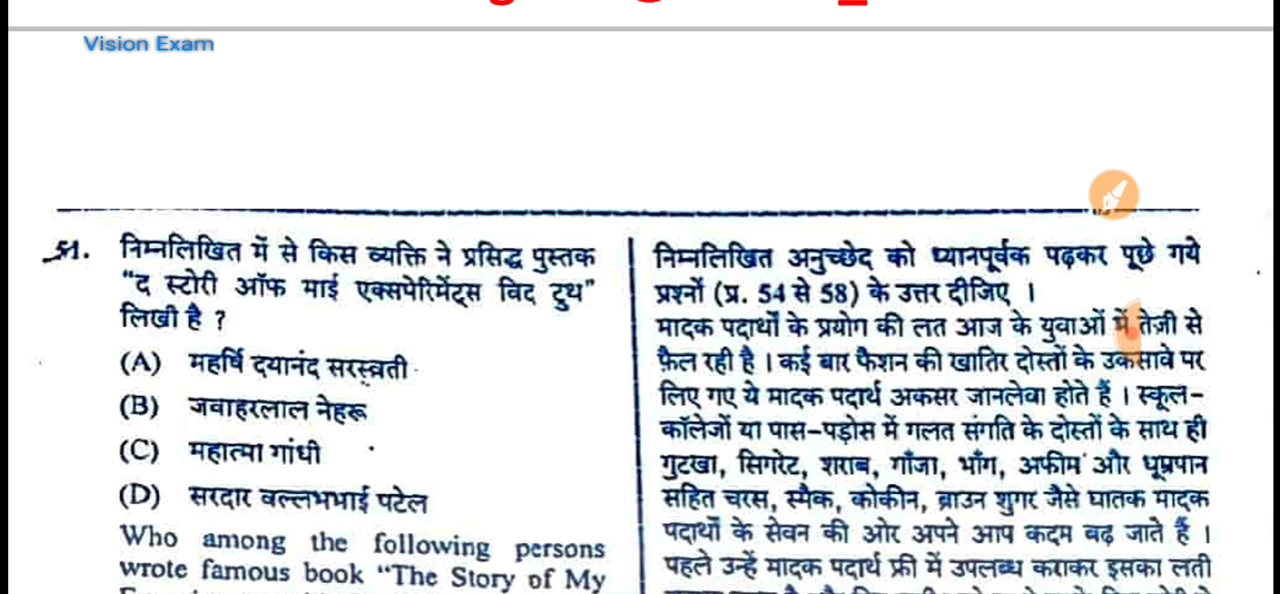 Vision Exam
51. निम्नलिखित में से किस व्यक्ति ने प्रसिद्ध पुस्तक
“द स्टोरी ऑफ माई एक्सपेरिमेंट्स विद ट्रुथ”
लिखी है ?
(A) महर्षि दयानंद सरस्वती
(B) जवाहरलाल नेहरू
(C) महात्मा गांधी
(D) सरदार वल्लभभाई पटेल
Who among the following persons
wrote famous book “The Story of My
निम्नलिखित अनुच्छेद को ध्यानपूर्वक पढ़कर पूछे गये
प्रश्नों (प्र. 54 से 58) के उत्तर दीजिए ।
मादक पदार्थों के प्रयोग की लत आज के युवाओं में तेज़ी से
फ़ैल रही है । कई बार फैशन की खातिर दोस्तों के उकसावे पर
लिए गए ये मादक पदार्थ अकसर जानलेवा होते हैं । स्कूल–
कॉलेजों या पास–पड़ोस में गलत संगति के दोस्तों के साथ ही
गुटखा, सिगरेट, शराब, गाँजा, भाँग, अफीम और धूम्रपान
सहित चरस, स्मैक, कोकीन, ब्राउन शुगर जैसे घातक मादक
पदार्थों के सेवन की ओर अपने आप कदम बढ़ जाते हैं ।
पहले उन्हें मादक पदार्थ फ्री में उपलब्ध कराकर इसका लती